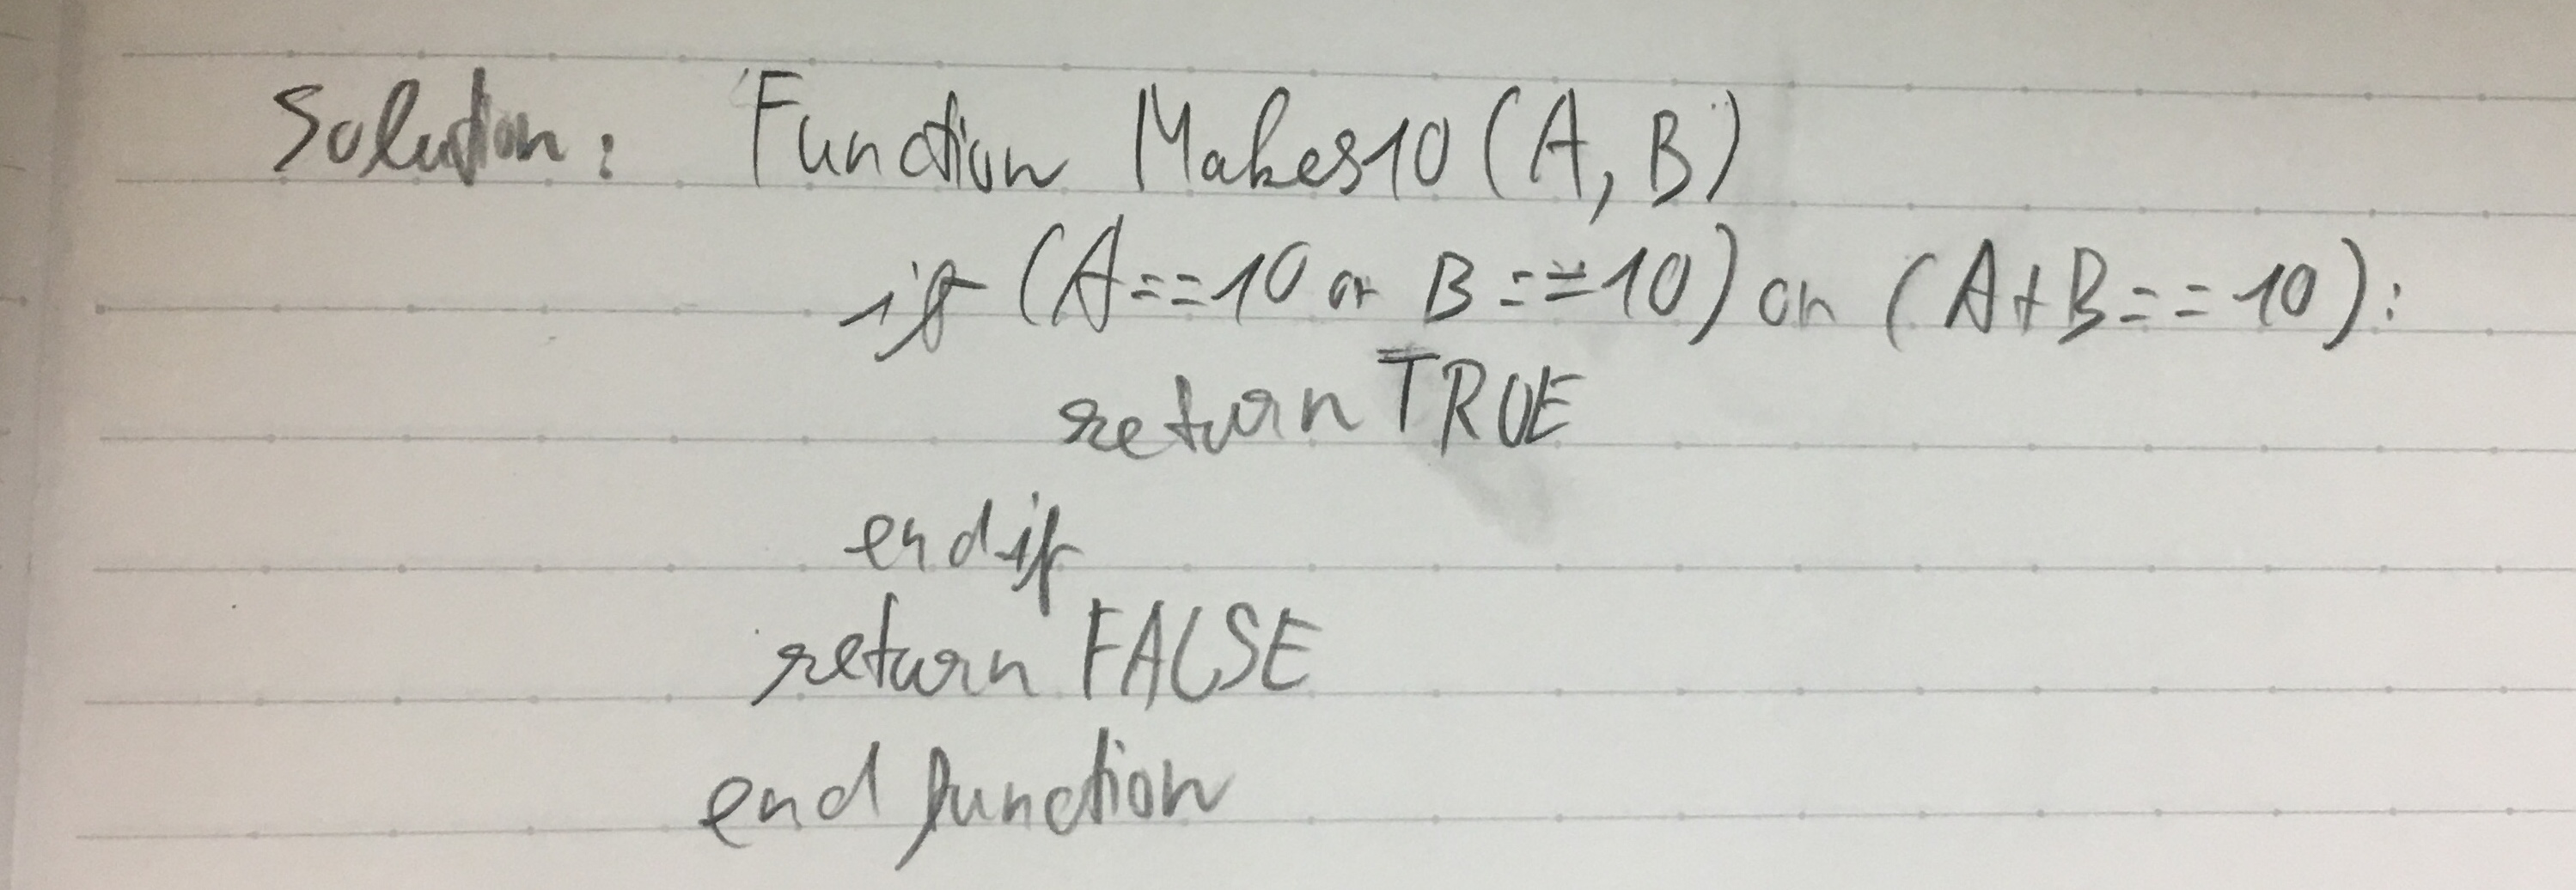 Solution: Function Makes10 (A, B)
if (A==10 or B==10) or (A+B==10):
return TRUE
endif
return FALSE
end function